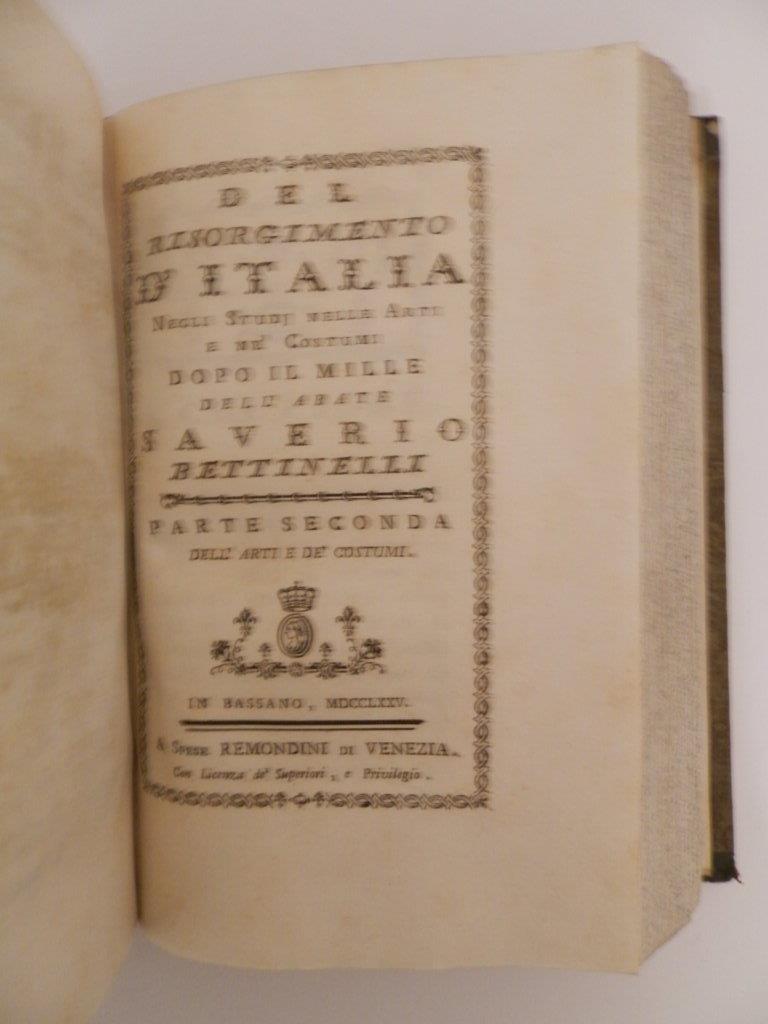 DEL
RISORGIMENTO
D'ITALIA
NEGLI STUDJ NELLE ARTI
E NE' COSTUMI
DOPO IL MILLE
DELL' ABATE
SAVERIO
BETTINELLI
PARTE SECONDA
DELL' ARTI E DE' COSTUMI.
IN BASSANO, MDCCLXXV.
A SPESE REMONDINI DI VENEZIA.
Con Licenza de' Superiori, e Privilegio.